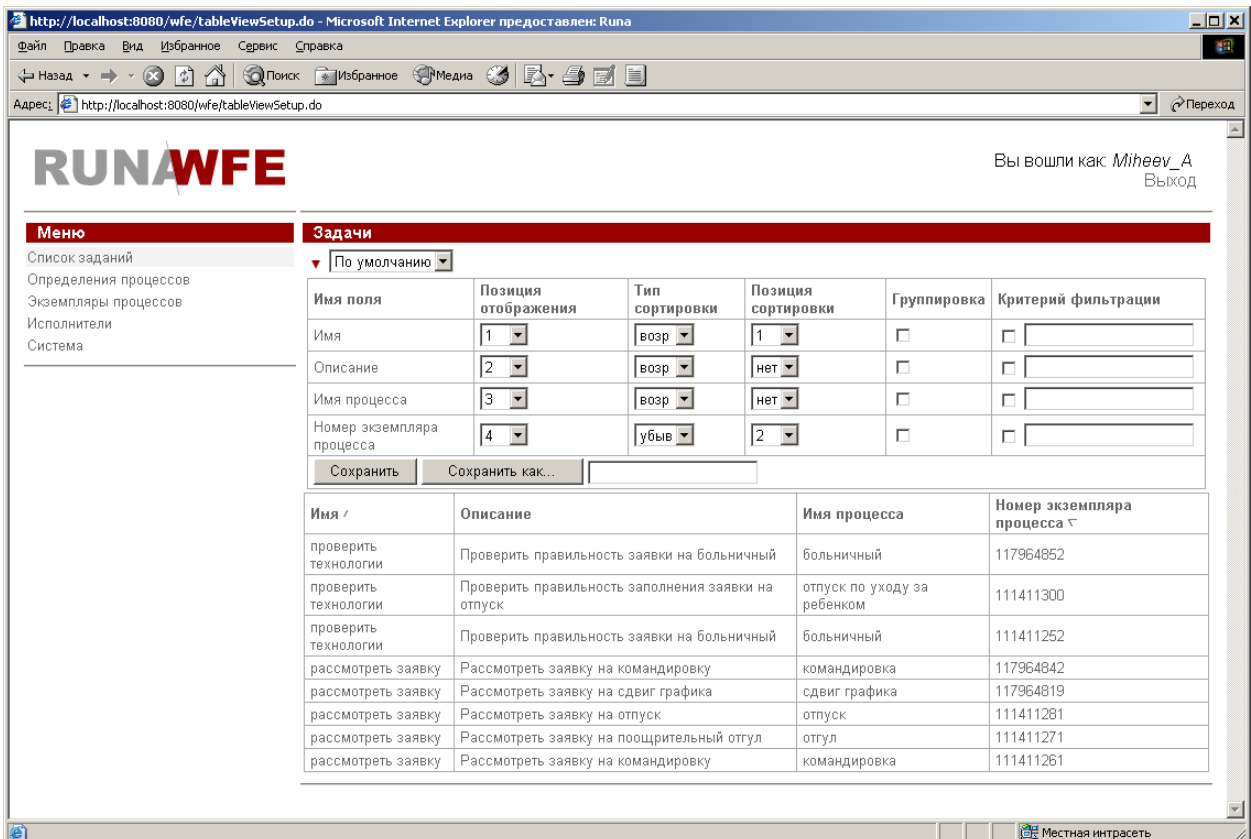 http://localhost:8080/wfe/tableViewSetup.do - Microsoft Internet Explorer предоставлен: Runa
Файл Правка Вид Избранное Сервис Справка
Назад Поиск Избранное Медиа
Адрес: http://localhost:8080/wfe/tableViewSetup.do Переход
RUNAWFE
Вы вошли как: Miheev_A
Выход
Меню
Список заданий
Определения процессов
Экземпляры процессов
Исполнители
Система
Задачи
По умолчанию
Имя поля Позиция отображения Тип сортировки Позиция сортировки Группировка Критерий фильтрации
Имя 1 возр 1
Описание 2 возр нет
Имя процесса 3 возр нет
Номер экземпляра процесса 4 убыв 2
Сохранить Сохранить как...
Имя Описание Имя процесса Номер экземпляра процесса
проверить технологии Проверить правильность заявки на больничный больничный 117964852
проверить технологии Проверить правильность заполнения заявки на отпуск отпуск по уходу за ребенком 111411300
проверить технологии Проверить правильность заявки на больничный больничный 111411252
рассмотреть заявку Рассмотреть заявку на командировку командировка 117964842
рассмотреть заявку Рассмотреть заявку на сдвиг графика сдвиг графика 117964819
рассмотреть заявку Рассмотреть заявку на отпуск отпуск 111411281
рассмотреть заявку Рассмотреть заявку на поощрительный отгул отгул 111411271
рассмотреть заявку Рассмотреть заявку на командировку командировка 111411261
Местная интрасеть